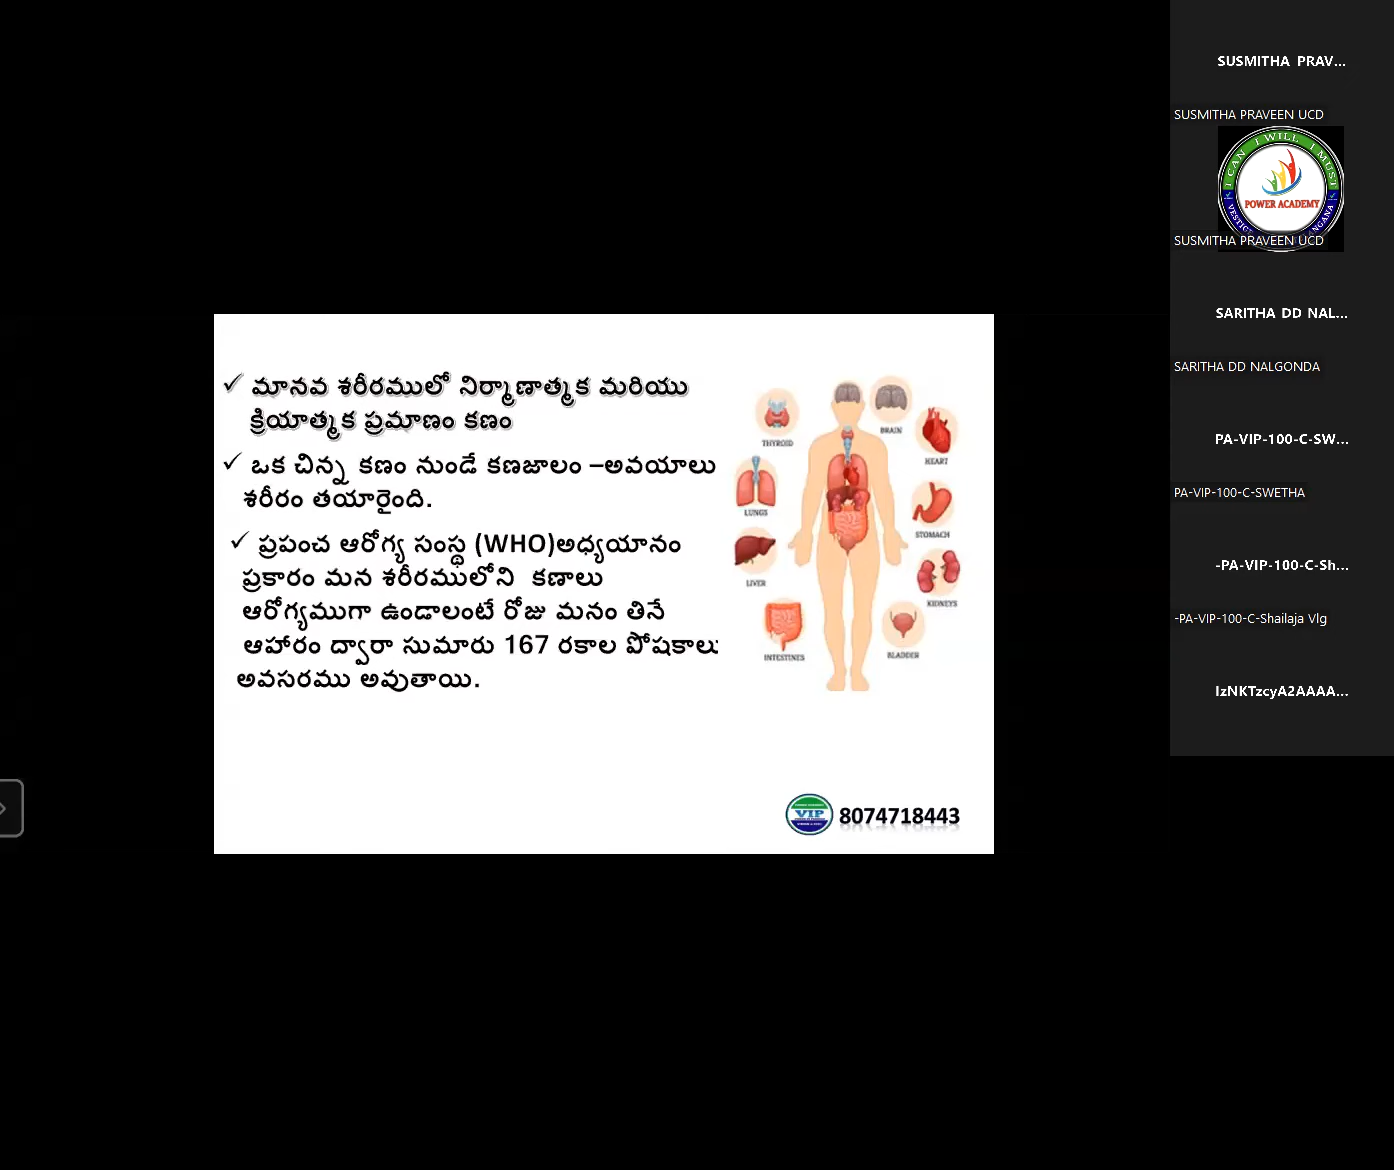 ✓ మానవ శరీరములో నిర్మాణాత్మక మరియు
క్రియాత్మక ప్రమాణం కణం
✓ ఒక చిన్న కణం నుండే కణజాలం –అవయాలు
శరీరం తయారైంది.
✓ ప్రపంచ ఆరోగ్య సంస్థ (WHO)అధ్యయానం
ప్రకారం మన శరీరములోని కణాలు
ఆరోగ్యముగా ఉండాలంటే రోజు మనం తినే
ఆహారం ద్వారా సుమారు 167 రకాల పోషకాలు
అవసరము అవుతాయి.
THYROID
BRAIN
HEART
LUNGS
STOMACH
LIVER
KIDNEYS
INTESTINES
BLADDER
VIP
8074718443
SUSMITHA PRAV...
SUSMITHA PRAVEEN UCD
I CAN I WILL I MUST
POWER ACADEMY
SUSMITHA PRAVEEN UCD
SARITHA DD NAL...
SARITHA DD NALGONDA
PA-VIP-100-C-SW...
PA-VIP-100-C-SWETHA
-PA-VIP-100-C-Sh...
-PA-VIP-100-C-Shailaja Vlg
IzNKTzcyA2AAAA...